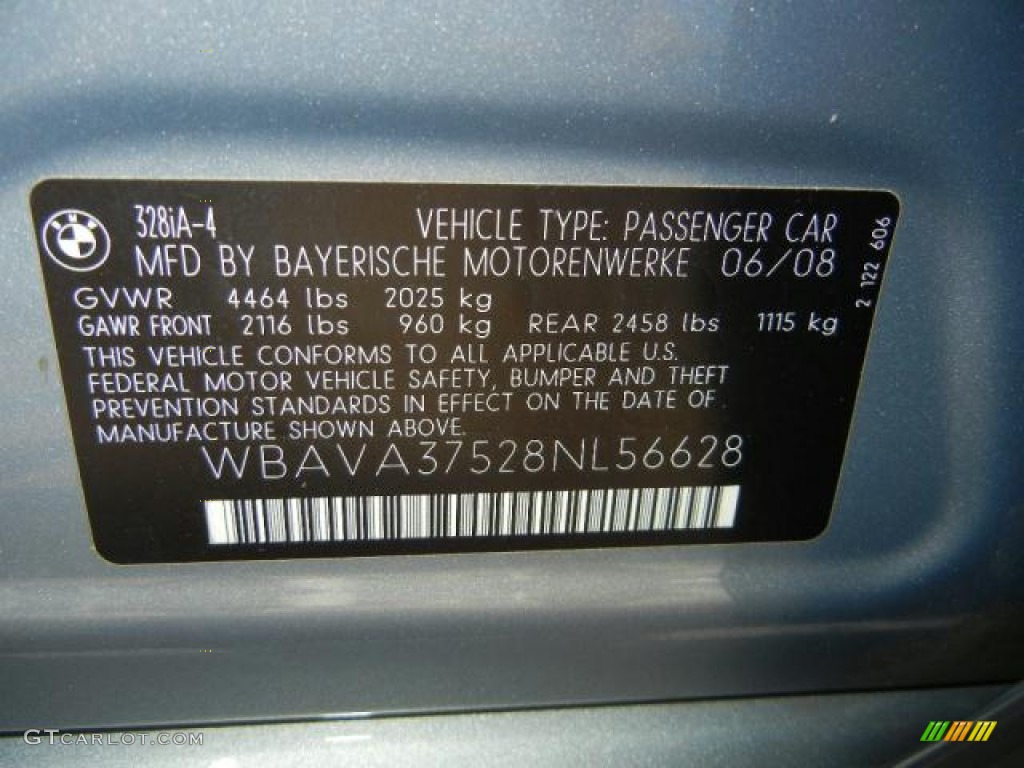 BMW
328iA-4 VEHICLE TYPE: PASSENGER CAR
MFD BY BAYERISCHE MOTORENWERKE 06/08
GVWR 4464 lbs 2025 kg
GAWR FRONT 2116 lbs 960 kg REAR 2458 lbs 1115 kg
THIS VEHICLE CONFORMS TO ALL APPLICABLE U.S.
FEDERAL MOTOR VEHICLE SAFETY, BUMPER AND THEFT
PREVENTION STANDARDS IN EFFECT ON THE DATE OF
MANUFACTURE SHOWN ABOVE.
WBAVA37528NL56628
2 122 606
GTCARLOT.COM